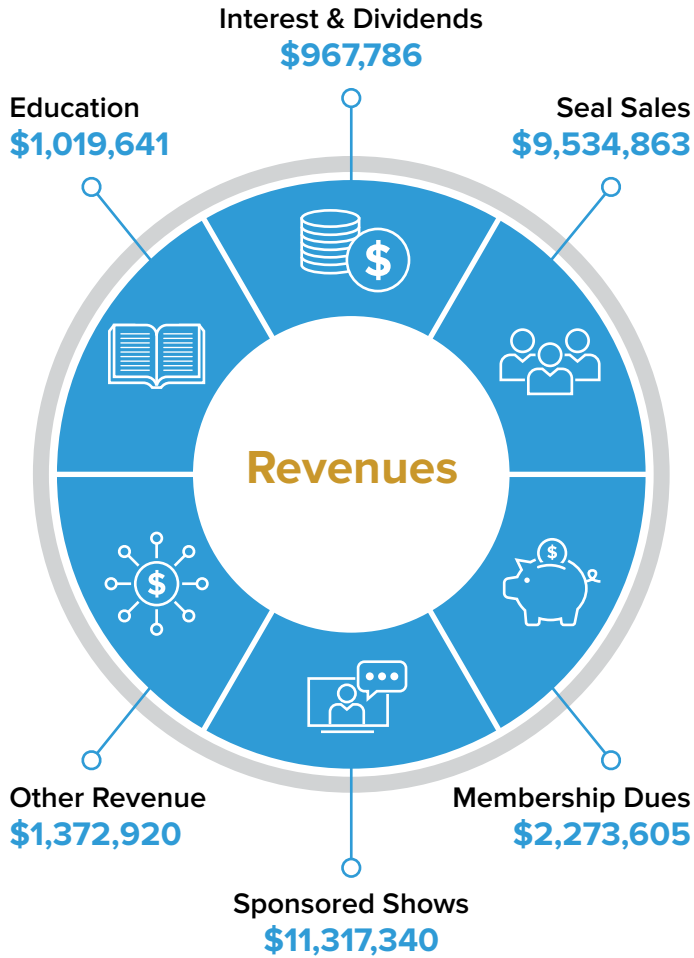 Interest & Dividends
$967,786
Education
$1,019,641
Seal Sales
$9,534,863
$
Revenues
$
$
Other Revenue
$1,372,920
Membership Dues
$2,273,605
Sponsored Shows
$11,317,340